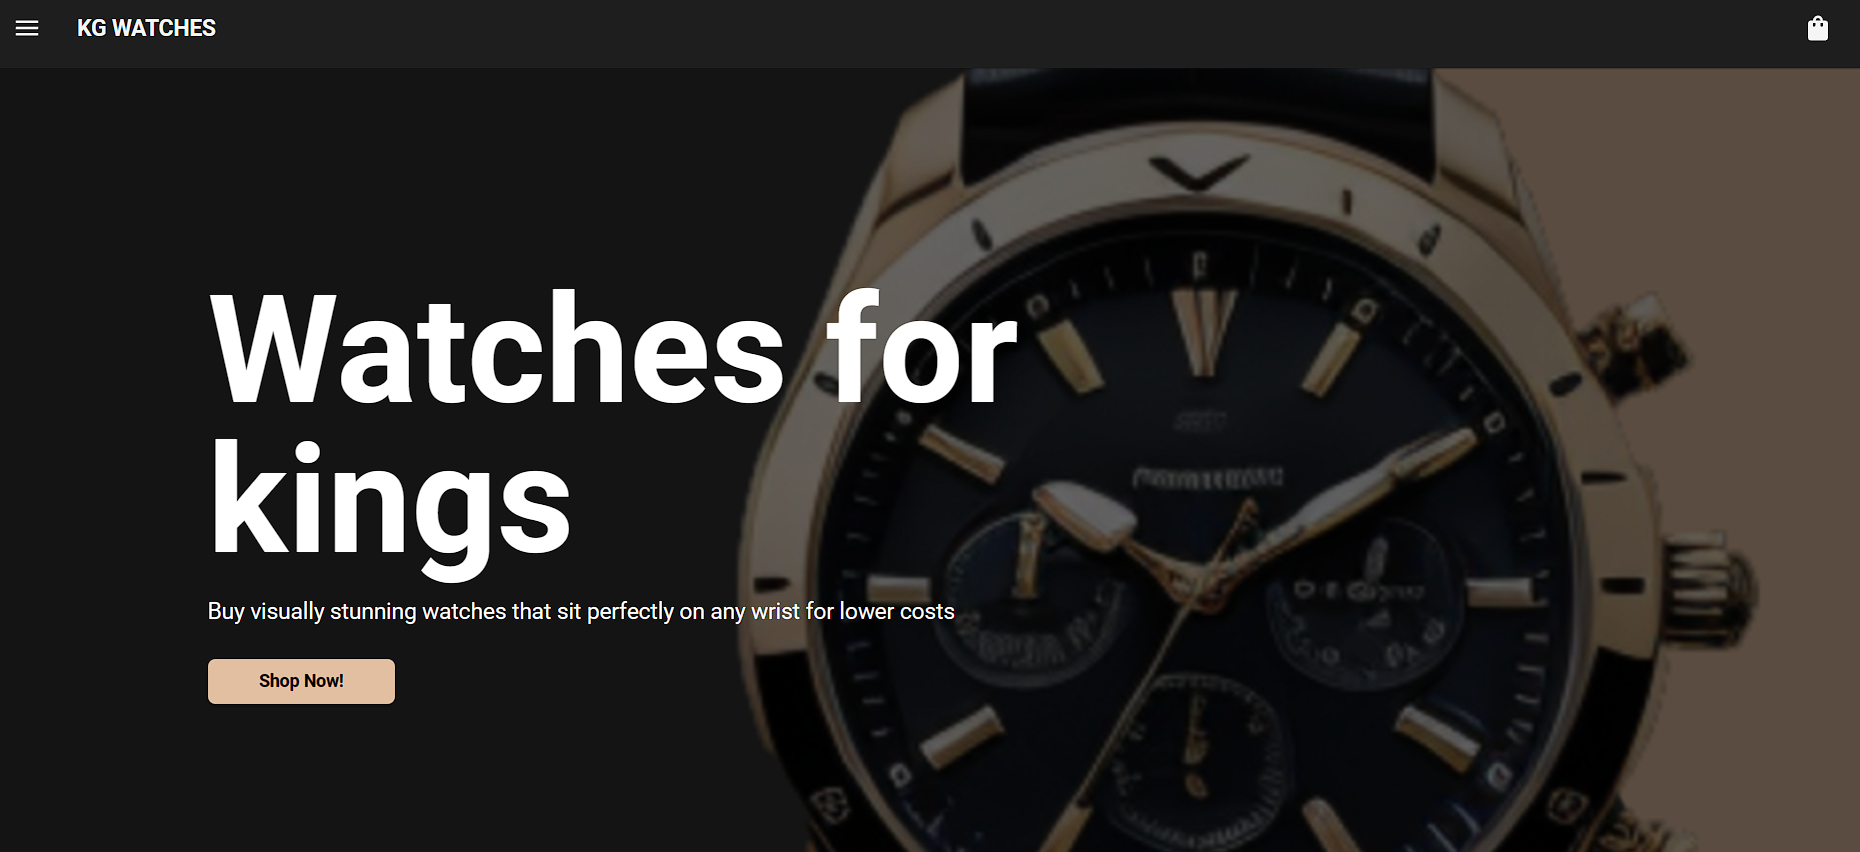 KG WATCHES
Watches for
kings
Buy visually stunning watches that sit perfectly on any wrist for lower costs
Shop Now!